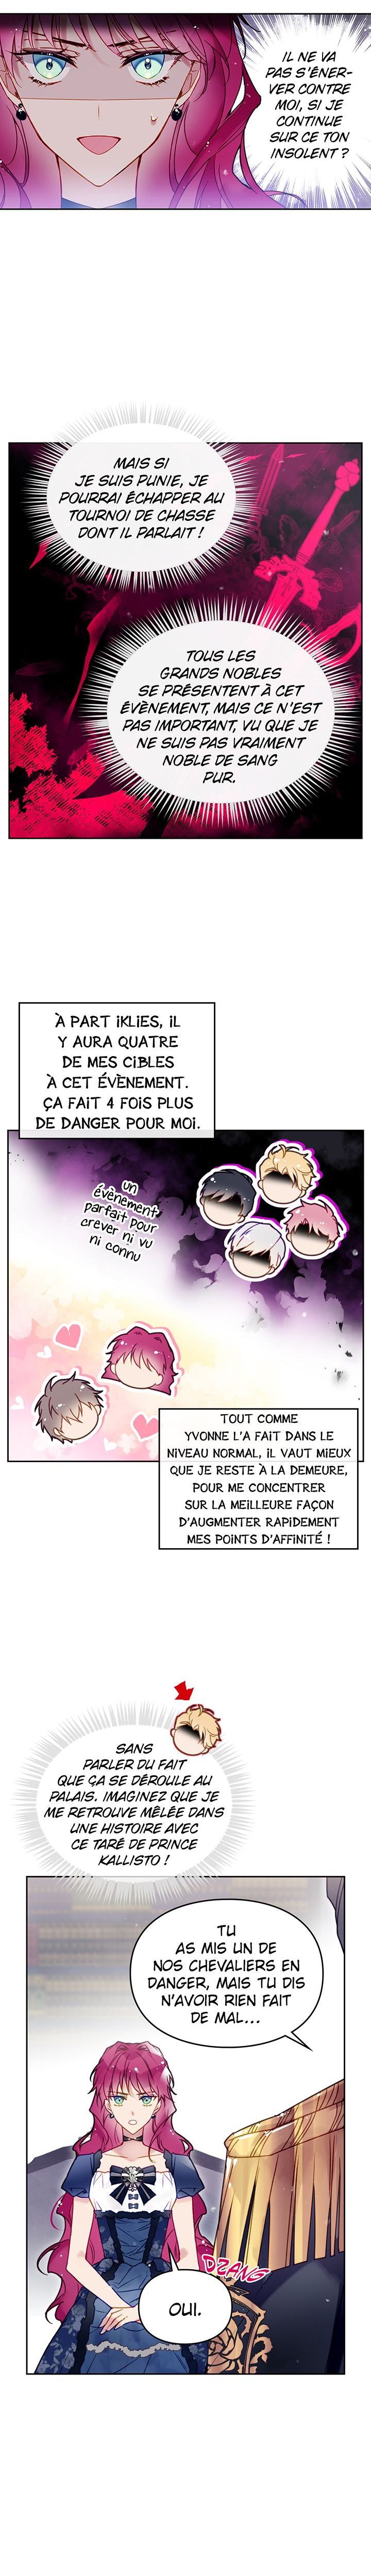 IL NE VA
PAS S'ÉNER-
VER CONTRE
MOI, SI JE
CONTINUE
SUR CE TON
INSOLENT ?
MAIS SI
JE SUIS PUNIE, JE
POURRAI ÉCHAPPER AU
TOURNOI DE CHASSE
DONT IL PARLAIT !
TOUS LES
GRANDS NOBLES
SE PRÉSENTENT À CET
ÉVÈNEMENT, MAIS CE N'EST
PAS IMPORTANT, VU QUE JE
NE SUIS PAS VRAIMENT
NOBLE DE SANG
PUR.
À PART IKLIES, IL
Y AURA QUATRE
DE MES CIBLES
À CET ÉVÈNEMENT.
ÇA FAIT 4 FOIS PLUS
DE DANGER POUR MOI.
un
évènement
parfait pour
crever ni vu
ni connu
TOUT COMME
YVONNE L'A FAIT DANS LE
NIVEAU NORMAL, IL VAUT MIEUX
QUE JE RESTE À LA DEMEURE,
POUR ME CONCENTRER
SUR LA MEILLEURE FAÇON
D'AUGMENTER RAPIDEMENT
MES POINTS D'AFFINITÉ !
SANS
PARLER DU FAIT
QUE ÇA SE DÉROULE AU
PALAIS. IMAGINEZ QUE JE
ME RETROUVE MÊLÉE DANS
UNE HISTOIRE AVEC
CE TARÉ DE PRINCE
KALLISTO !
TU
AS MIS UN DE
NOS CHEVALIERS EN
DANGER, MAIS TU DIS
N'AVOIR RIEN FAIT
DE MAL...
DZANG
OUI.